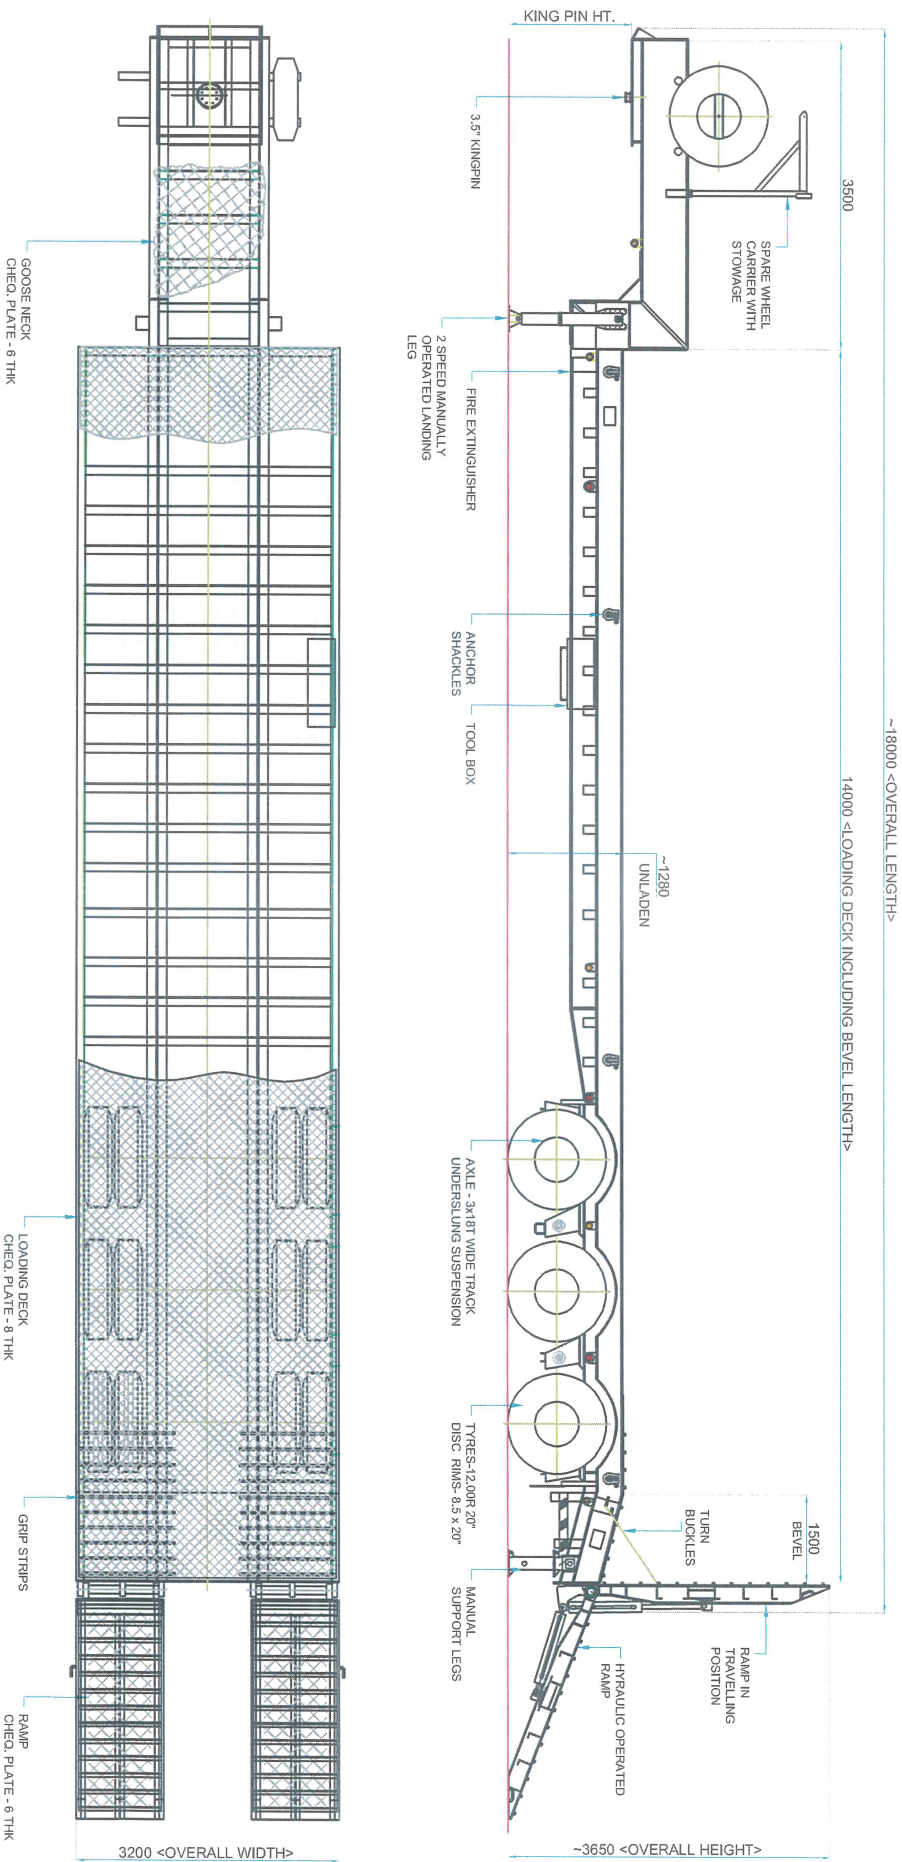 ~18000 <OVERALL LENGTH>
3500
14000 <LOADING DECK INCLUDING BEVEL LENGTH>
SPARE WHEEL
CARRIER WITH
STOWAGE
~1280
UNLADEN
TURN
BUCKLES
1500
BEVEL
RAMP IN
TRAVELLING
POSITION
HYRAULIC OPERATED
RAMP
KING PIN HT.
3.5" KINGPIN
2 SPEED MANUALLY
OPERATED LANDING
LEG
FIRE EXTINGUISHER
ANCHOR
SHACKLES
TOOL BOX
AXLE - 3x18T WIDE TRACK
UNDERSLUNG SUSPENSION
TYRES-12.00R 20"
DISC RIMS- 8.5 x 20"
MANUAL
SUPPORT LEGS
~3650 <OVERALL HEIGHT>
GOOSE NECK
CHEQ. PLATE - 6 THK
LOADING DECK
CHEQ. PLATE - 8 THK
GRIP STRIPS
RAMP
CHEQ. PLATE - 6 THK
3200 <OVERALL WIDTH>